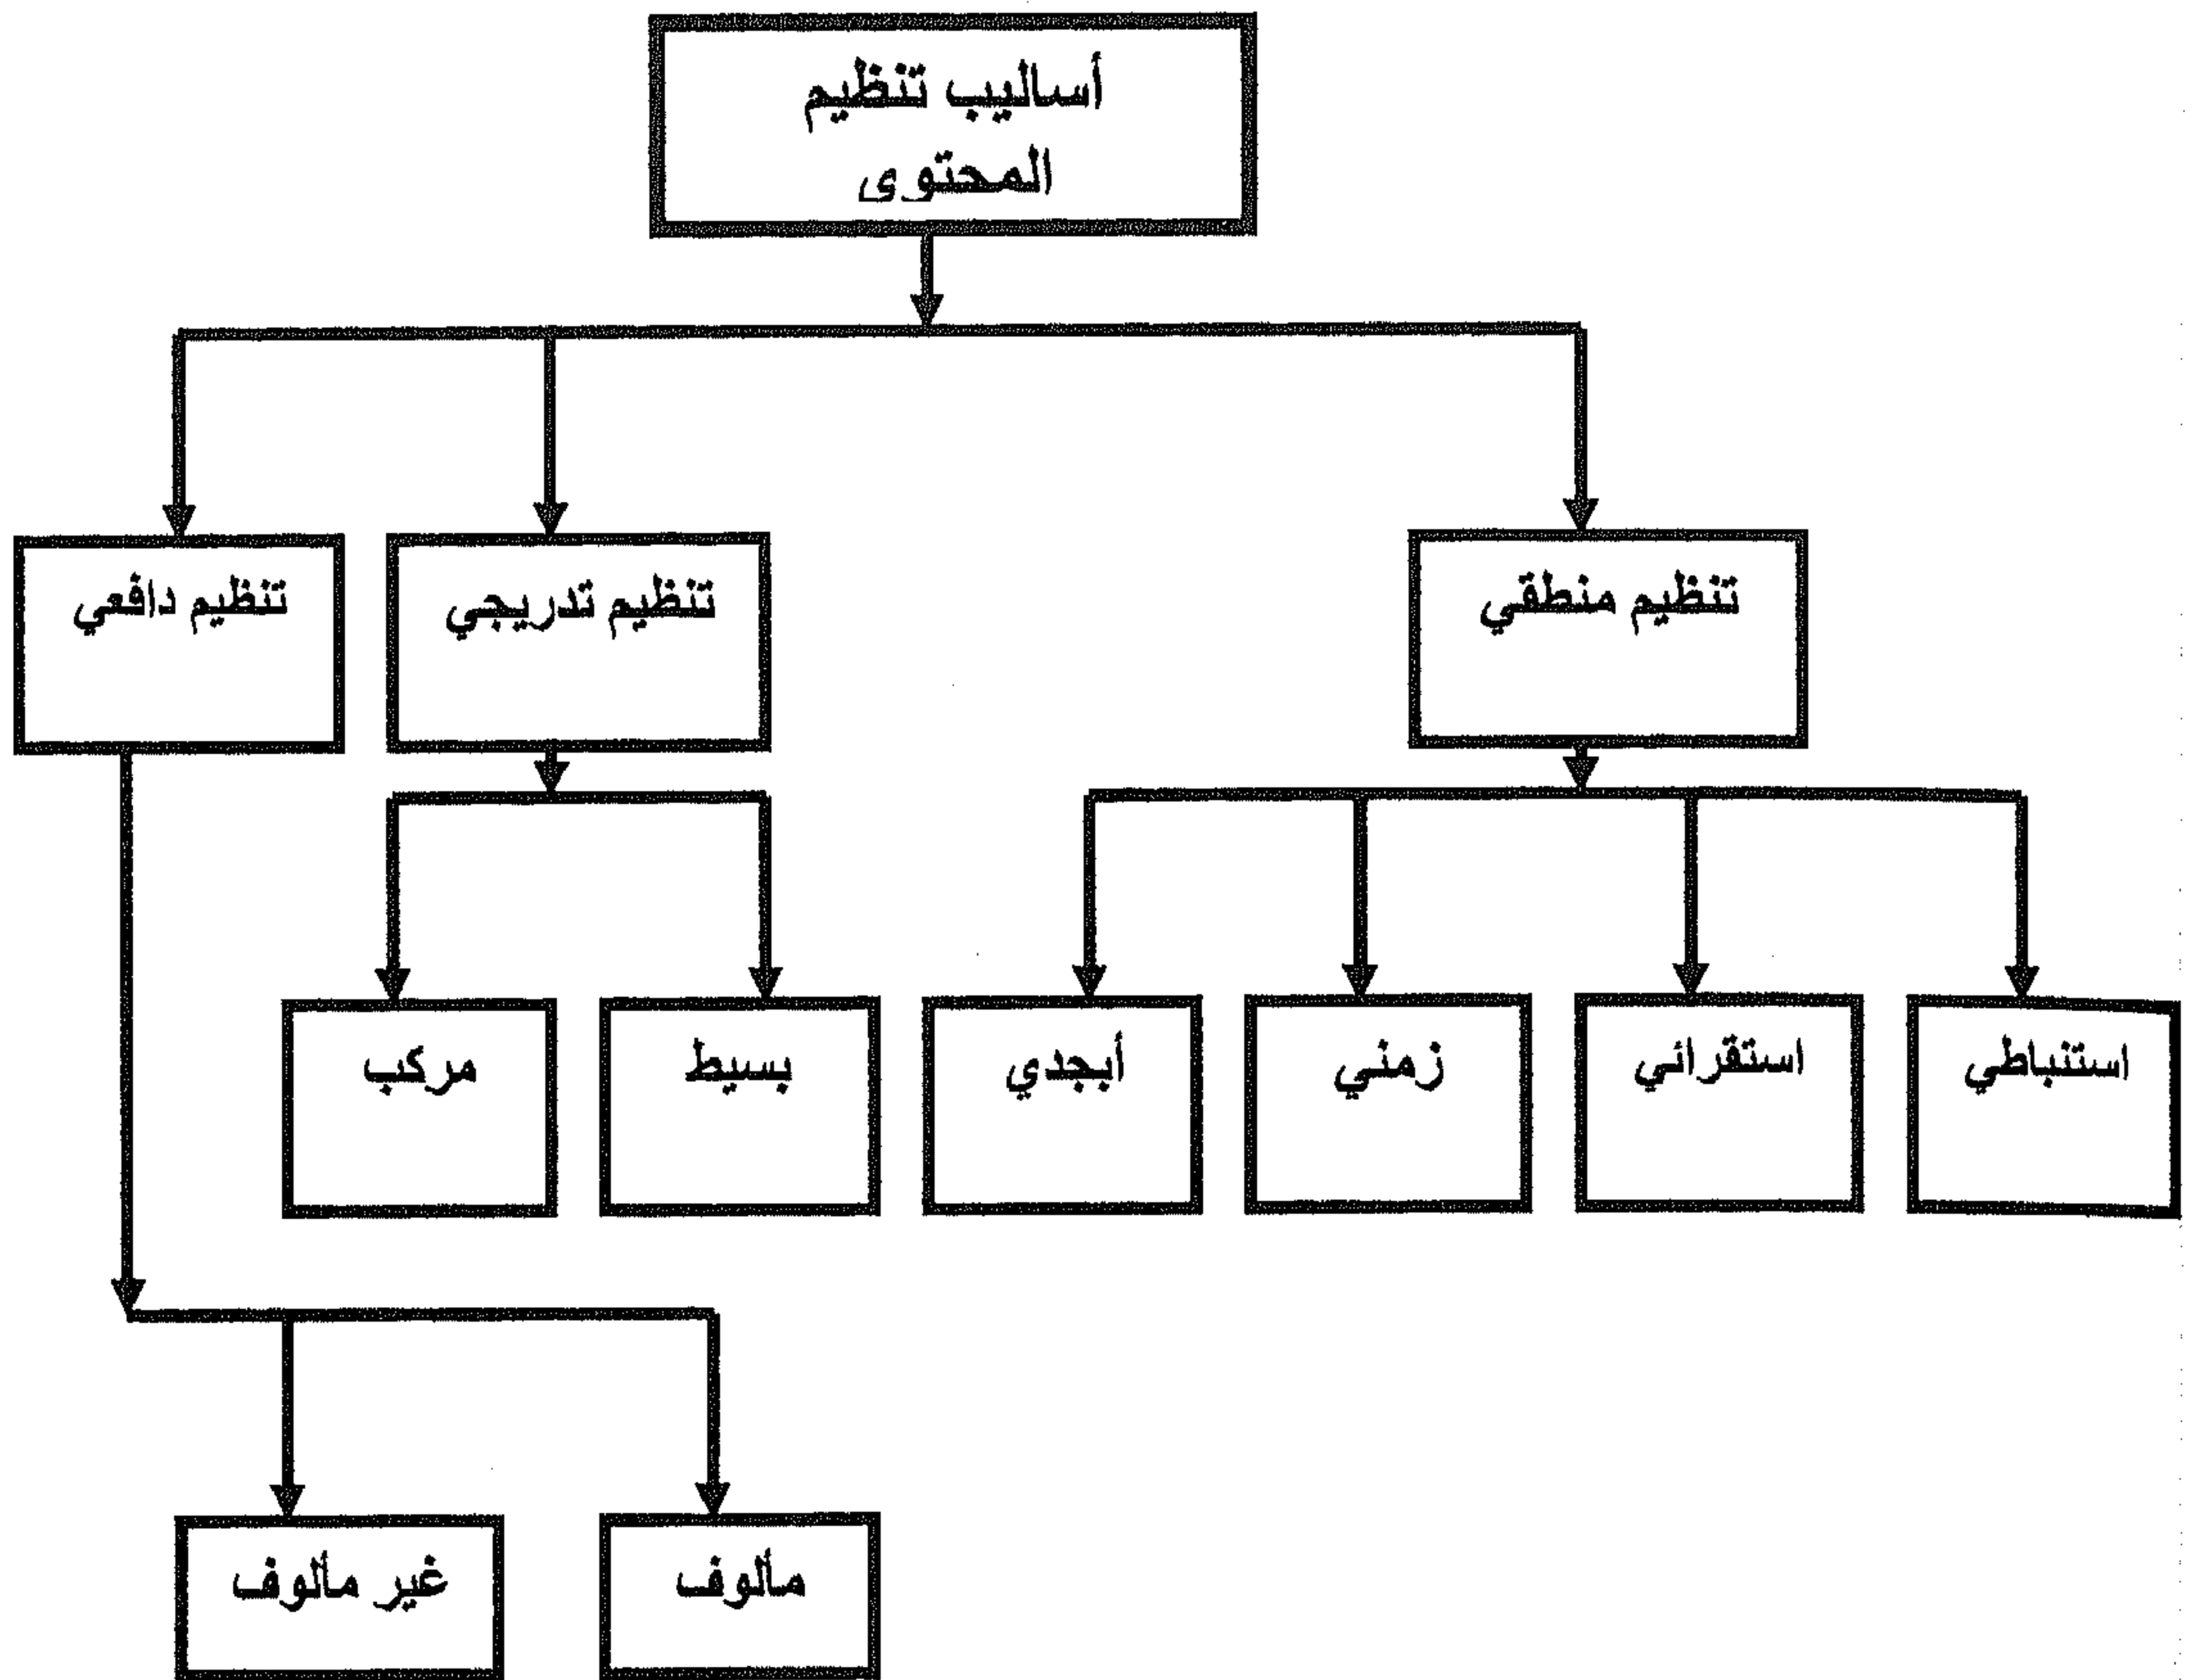 أساليب تنظيم
المحتوى
تنظيم منطقي
تنظيم تدريجي
تنظيم دافعي
استنباطي
استقرائي
زمني
أبجدي
بسيط
مركب
مألوف
غير مألوف